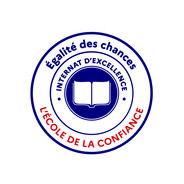 Égalité des chances
• INTERNAT D'EXCELLENCE •
L'ÉCOLE DE LA CONFIANCE